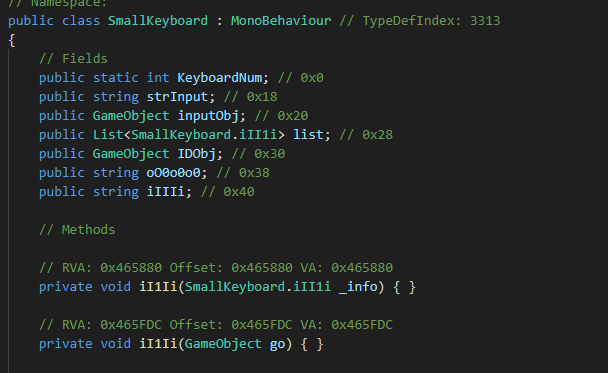 // Namespace:
public class SmallKeyboard : MonoBehaviour // TypeDefIndex: 3313
{
// Fields
public static int KeyboardNum; // 0x0
public string strInput; // 0x18
public GameObject inputObj; // 0x20
public List<SmallKeyboard.iII1i> list; // 0x28
public GameObject IDObj; // 0x30
public string oO0o0o0; // 0x38
public string iIIIi; // 0x40
// Methods
// RVA: 0x465880 Offset: 0x465880 VA: 0x465880
private void iI1Ii(SmallKeyboard.iII1i _info) { }
// RVA: 0x465FDC Offset: 0x465FDC VA: 0x465FDC
private void iI1Ii(GameObject go) { }